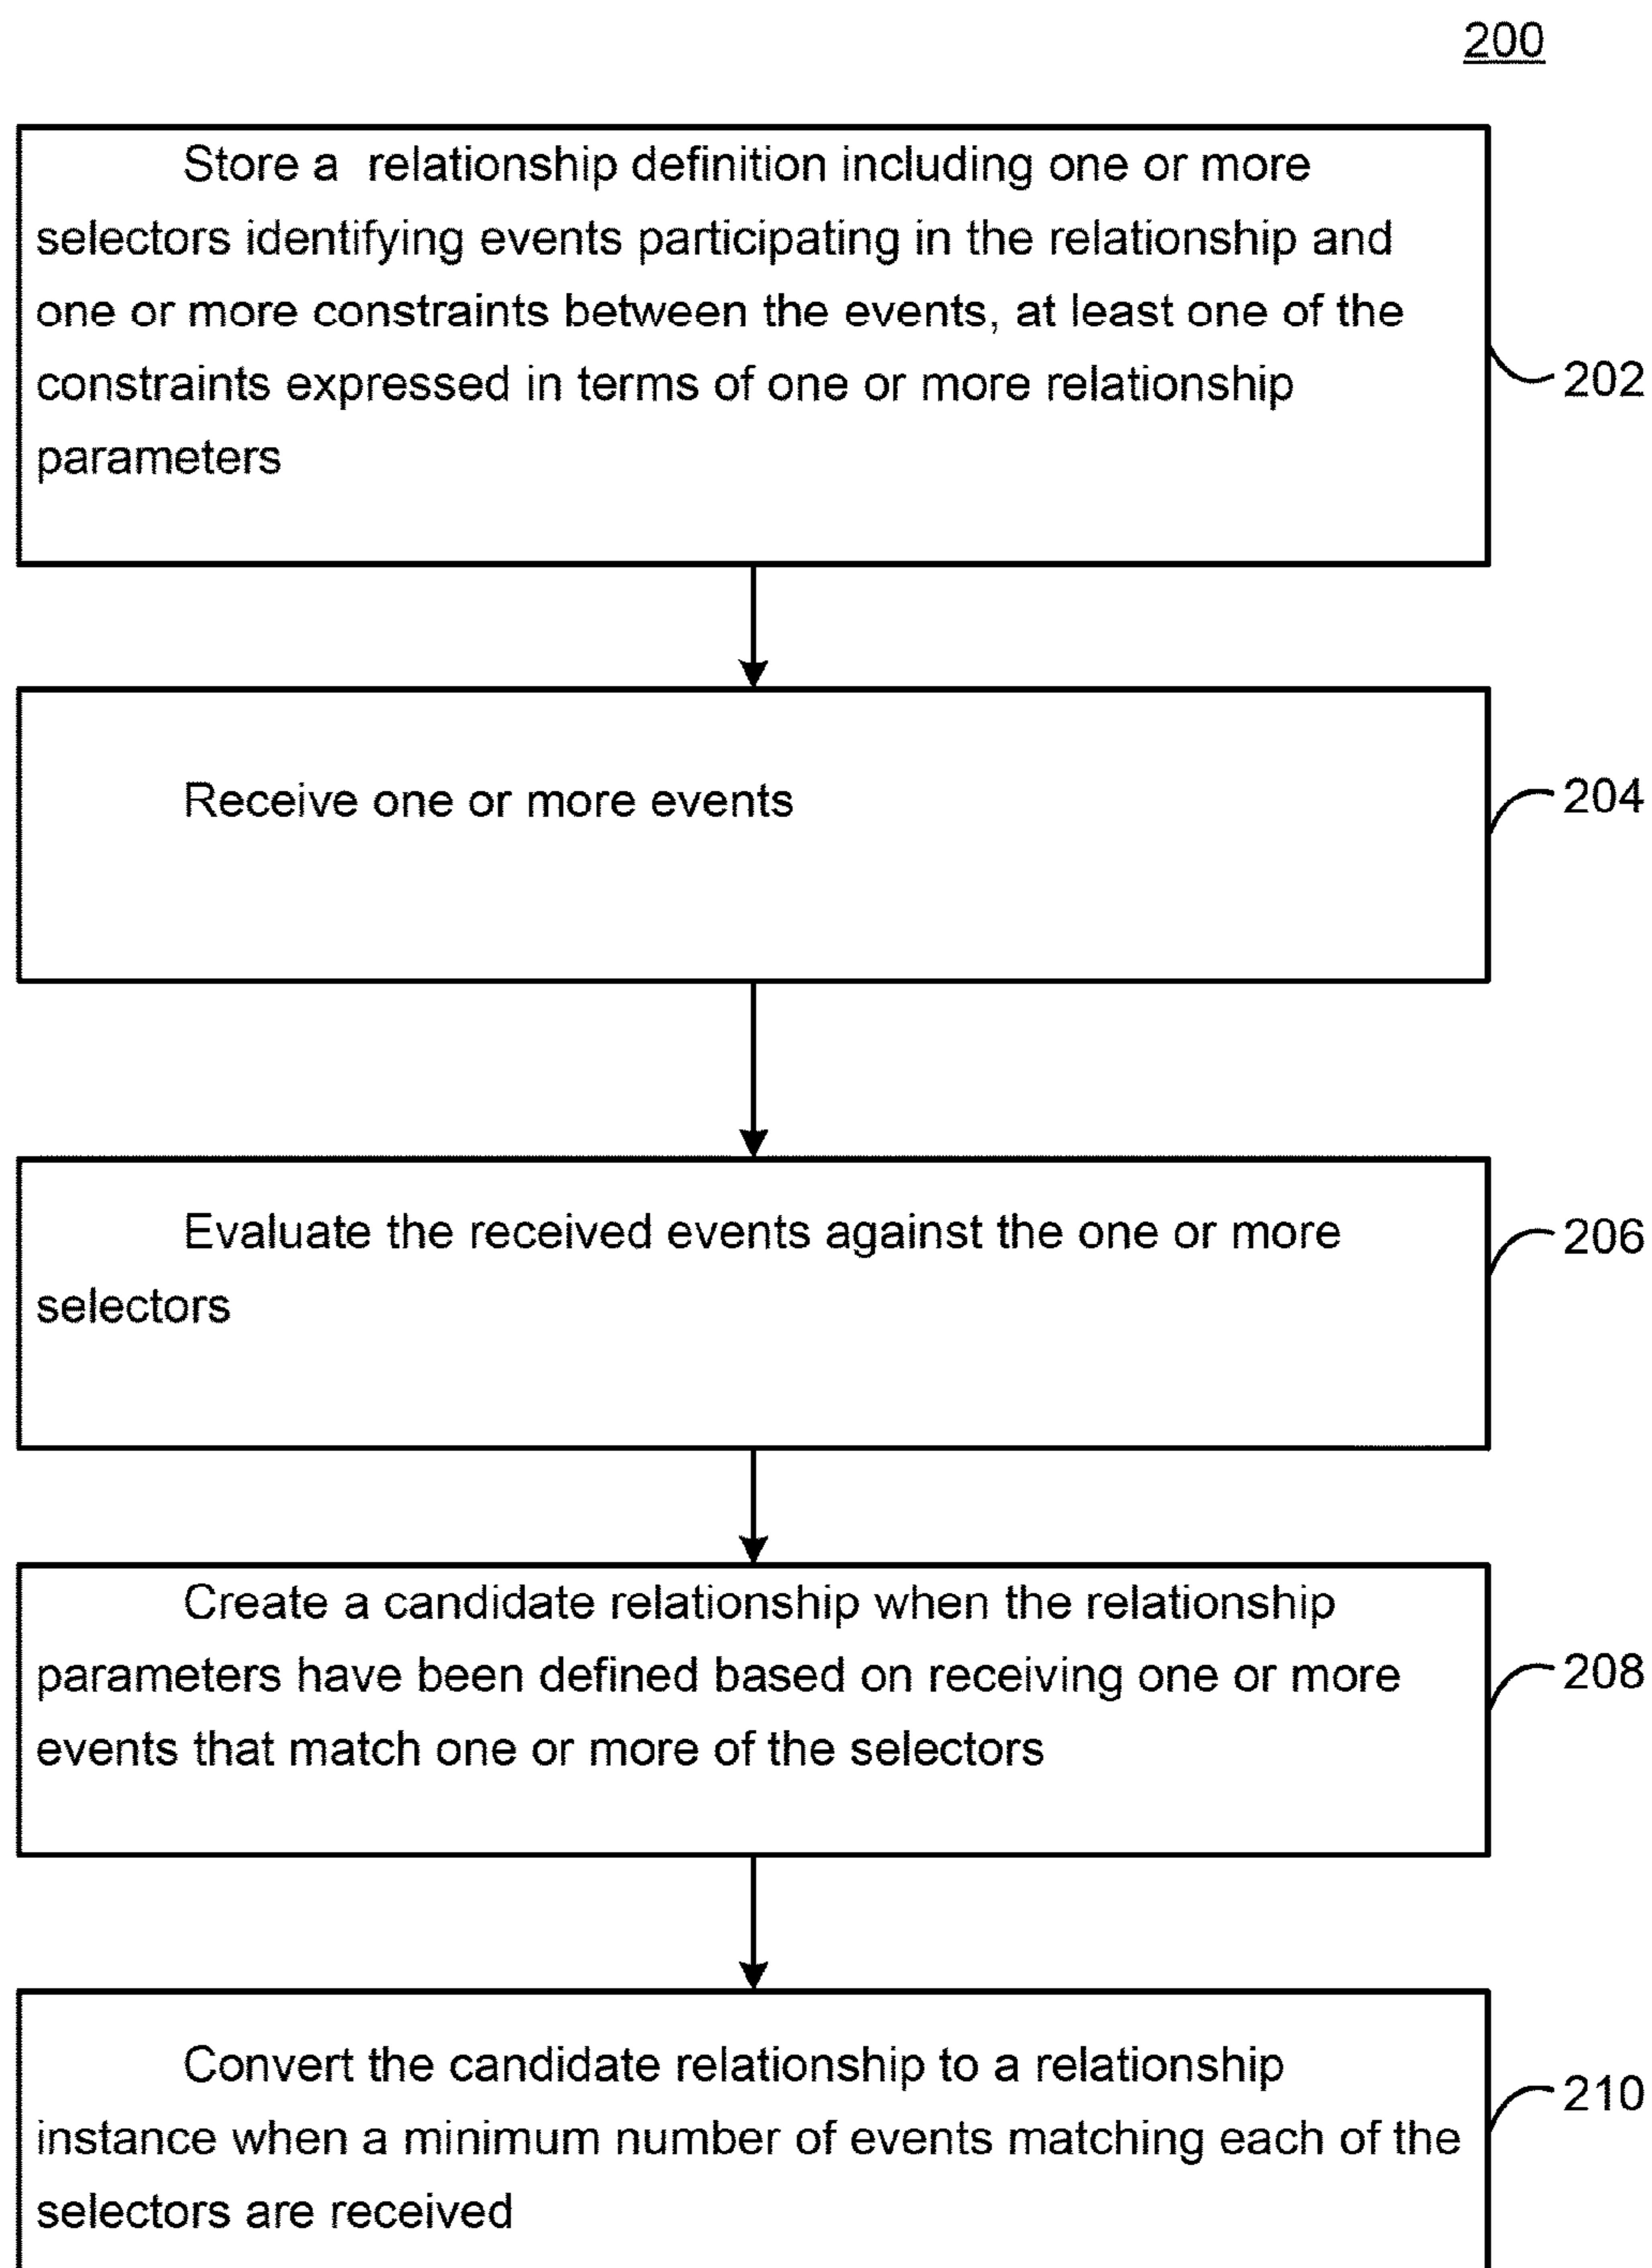 200
Store a relationship definition including one or more
selectors identifying events participating in the relationship and
one or more constraints between the events, at least one of the
constraints expressed in terms of one or more relationship
parameters
202
Receive one or more events
204
Evaluate the received events against the one or more
selectors
206
Create a candidate relationship when the relationship
parameters have been defined based on receiving one or more
events that match one or more of the selectors
208
Convert the candidate relationship to a relationship
instance when a minimum number of events matching each of the
selectors are received
210